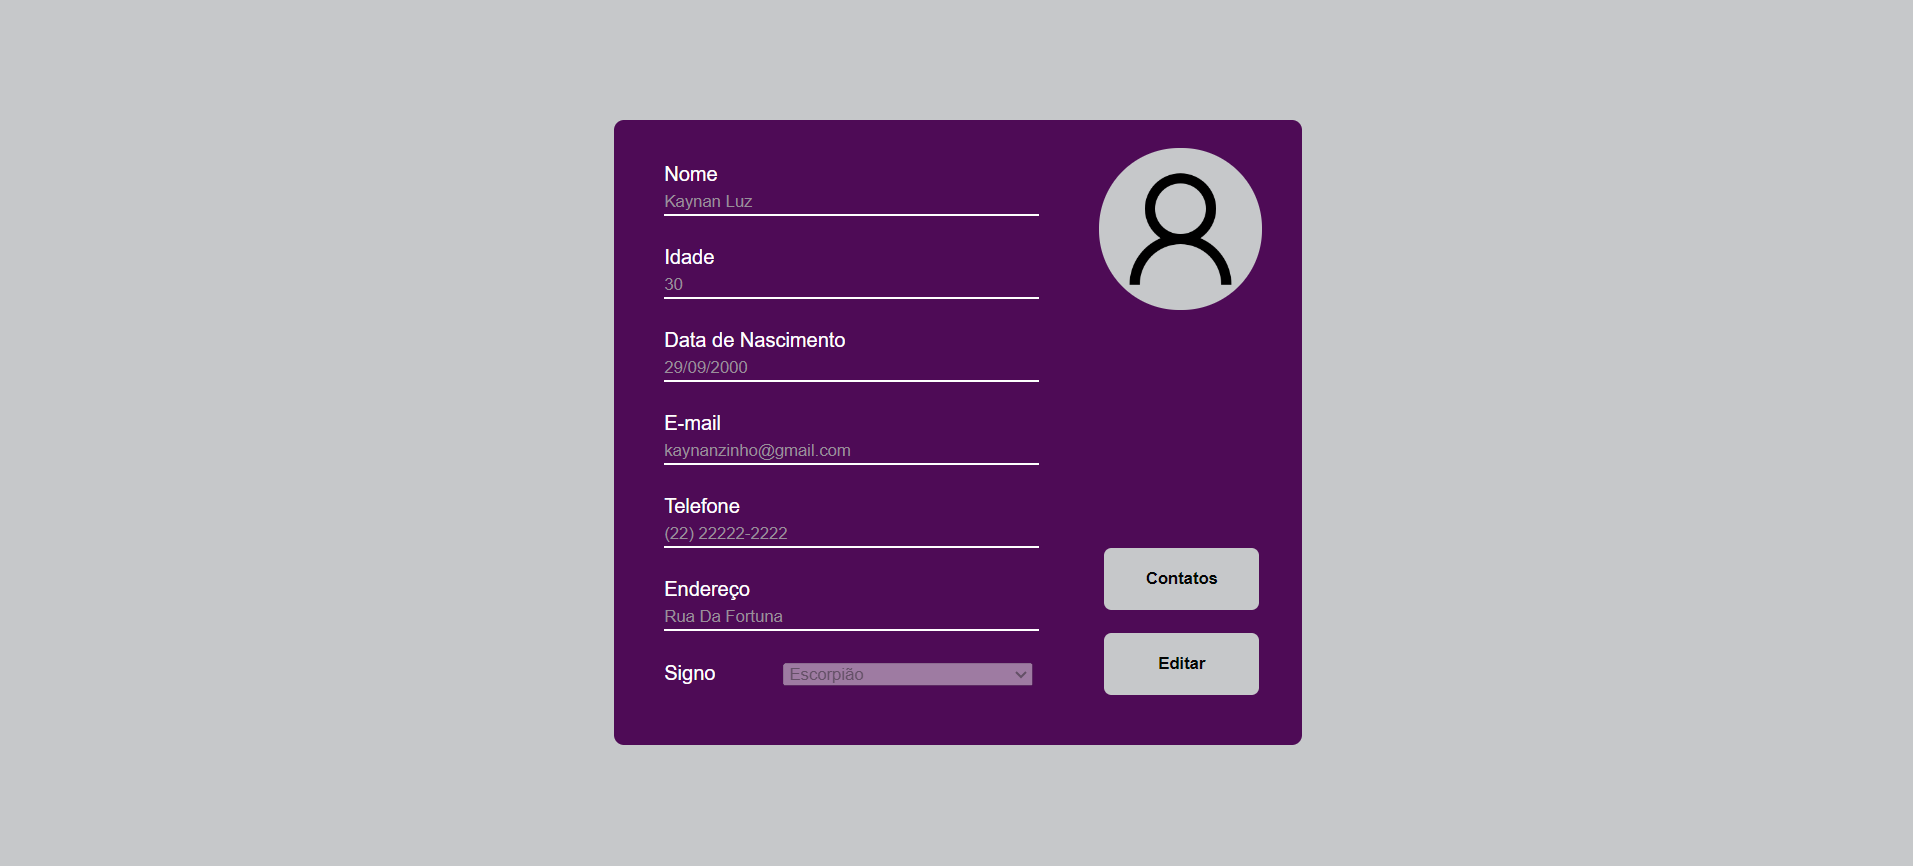 Nome
Kaynan Luz
Idade
30
Data de Nascimento
29/09/2000
E-mail
kaynanzinho@gmail.com
Telefone
(22) 22222-2222
Endereço
Rua Da Fortuna
Signo
Escorpião
Contatos
Editar